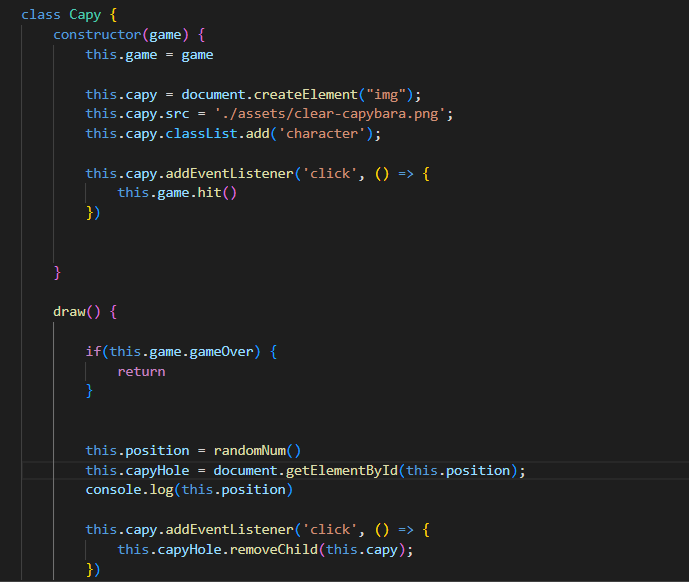 class Capy {
    constructor(game) {
        this.game = game

        this.capy = document.createElement("img");
        this.capy.src = './assets/clear-capybara.png';
        this.capy.classList.add('character');

        this.capy.addEventListener('click', () => {
            this.game.hit()
        })


    }

    draw() {

        if(this.game.gameOver) {
            return
        }


        this.position = randomNum()
        this.capyHole = document.getElementById(this.position);
        console.log(this.position)

        this.capy.addEventListener('click', () => {
            this.capyHole.removeChild(this.capy);
        })